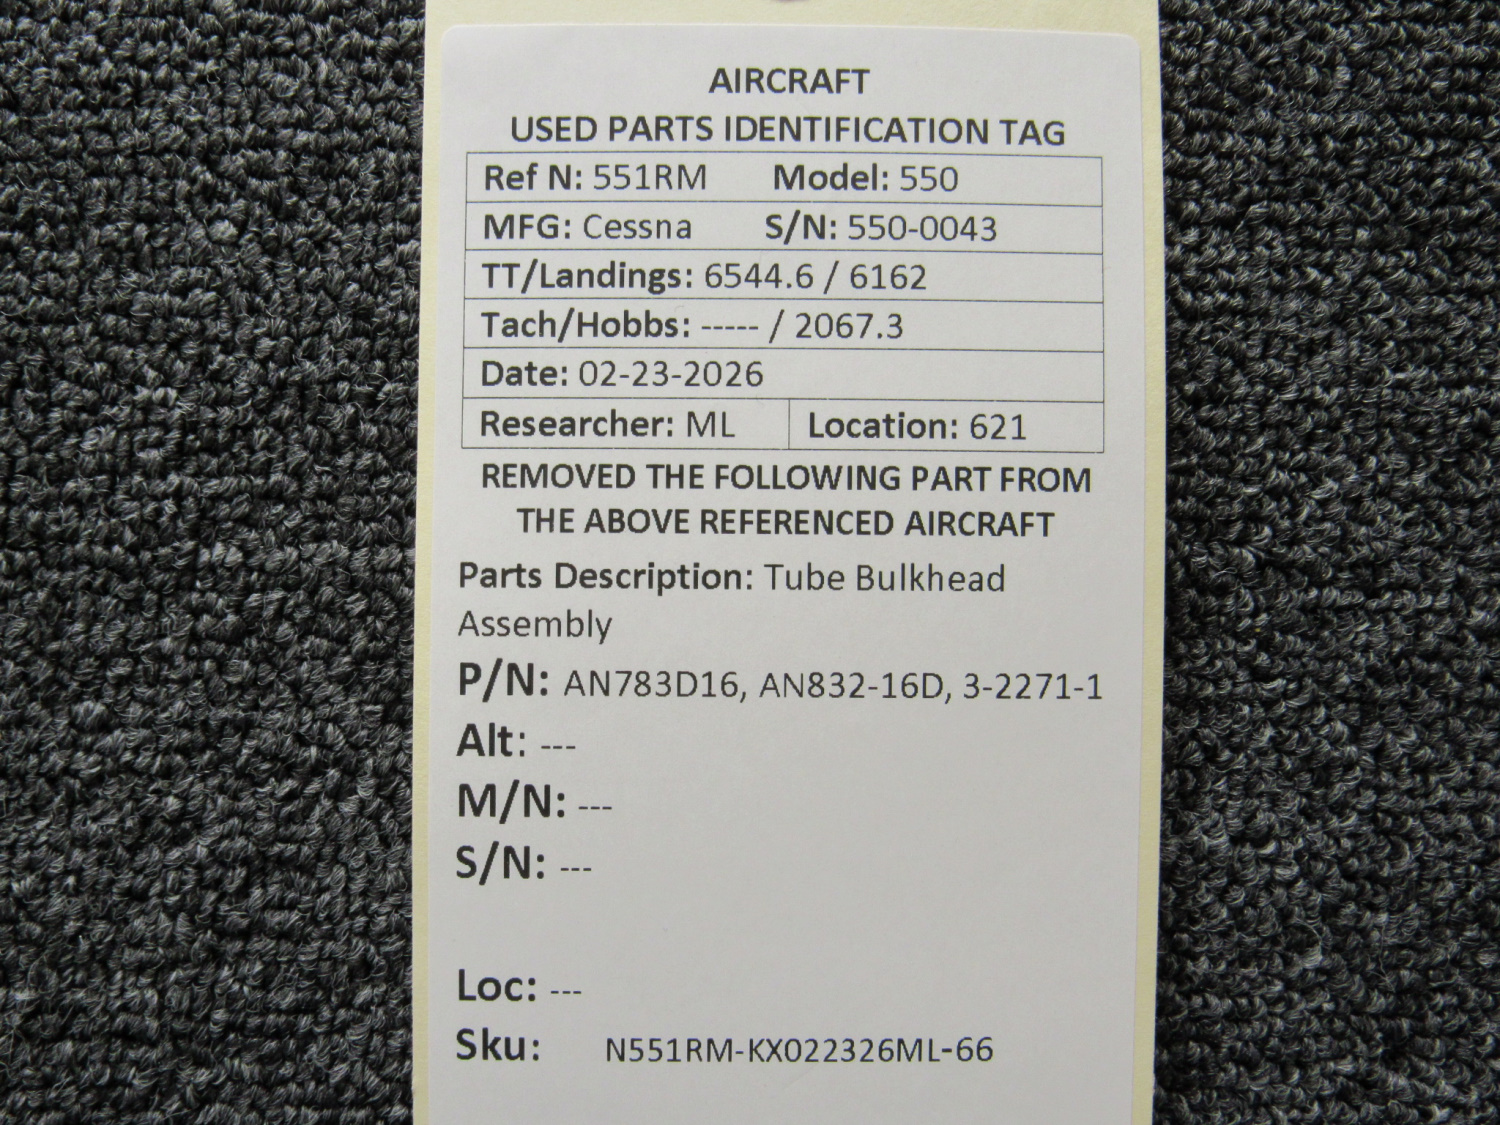 AIRCRAFT
USED PARTS IDENTIFICATION TAG
Ref N: 551RM Model: 550
MFG: Cessna S/N: 550-0043
TT/Landings: 6544.6 / 6162
Tach/Hobbs: ----- / 2067.3
Date: 02-23-2026
Researcher: ML Location: 621
REMOVED THE FOLLOWING PART FROM
THE ABOVE REFERENCED AIRCRAFT
Parts Description: Tube Bulkhead
Assembly
P/N: AN783D16, AN832-16D, 3-2271-1
Alt: ---
M/N: ---
S/N: ---
Loc: ---
Sku: N551RM-KX022326ML-66